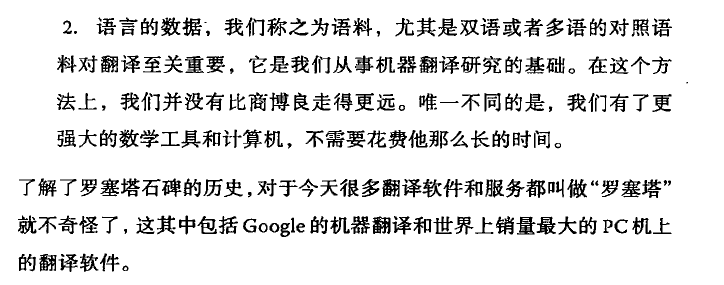 2. 语言的数据，我们称之为语料，尤其是双语或者多语的对照语
料对翻译至关重要，它是我们从事机器翻译研究的基础。在这个方
法上，我们并没有比商博良走得更远。唯一不同的是，我们有了更
强大的数学工具和计算机，不需要花费他那么长的时间。
了解了罗塞塔石碑的历史，对于今天很多翻译软件和服务都叫做“罗塞塔”
就不奇怪了，这其中包括 Google 的机器翻译和世界上销量最大的 PC 机上
的翻译软件。